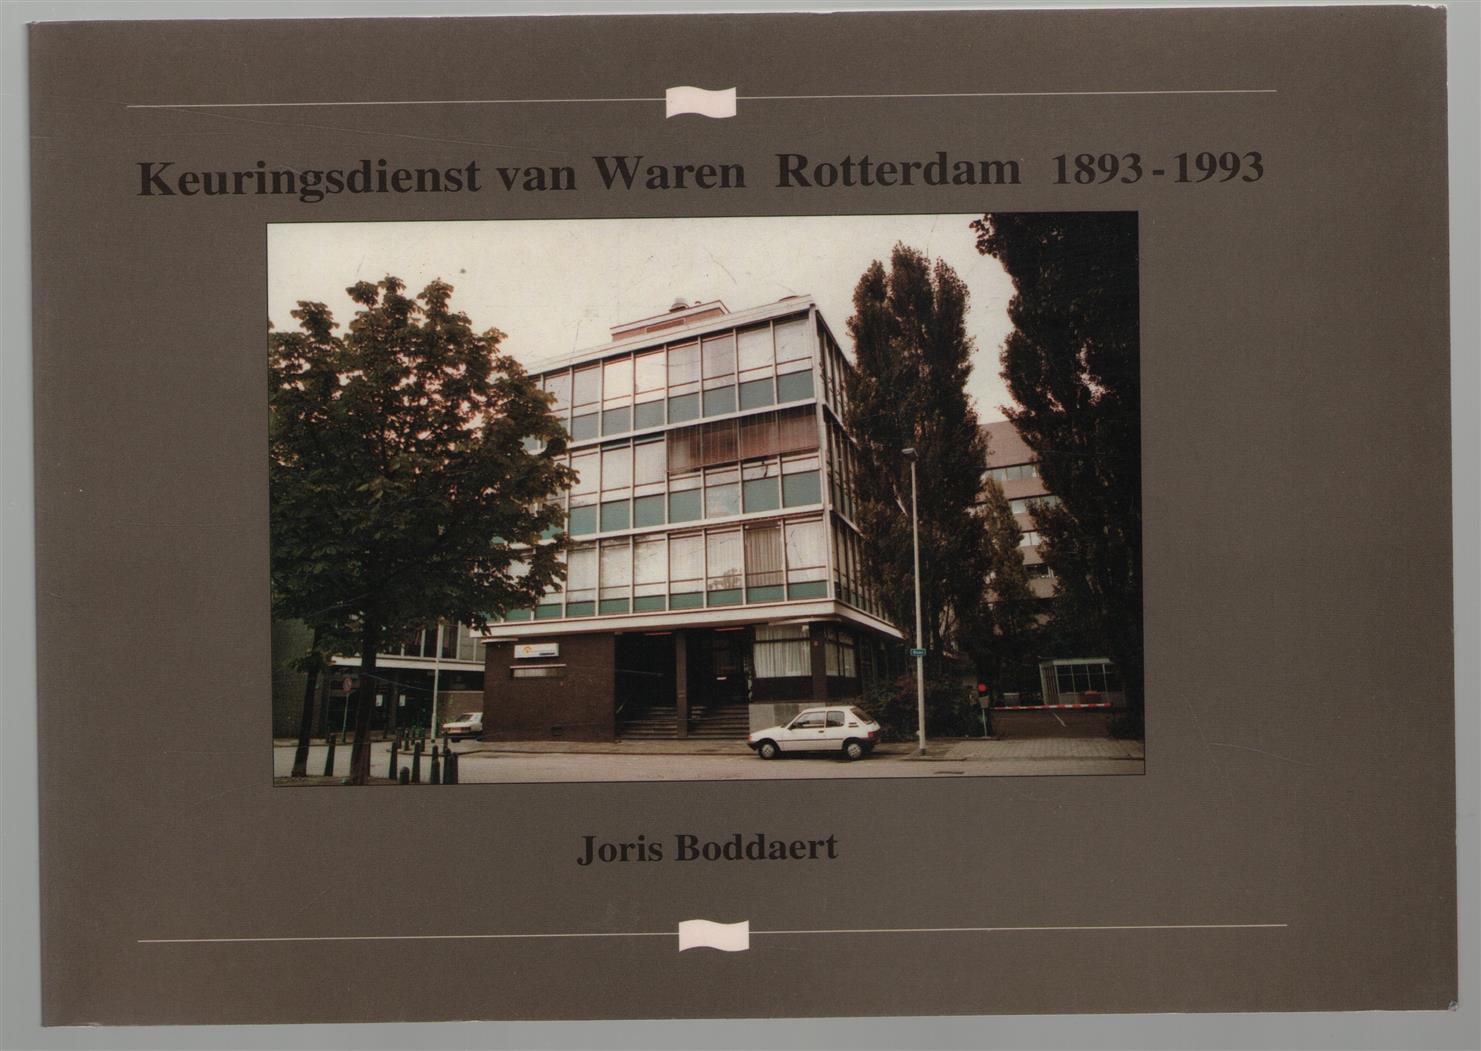 Keuringsdienst van Waren Rotterdam 1893-1993
Joris Boddaert